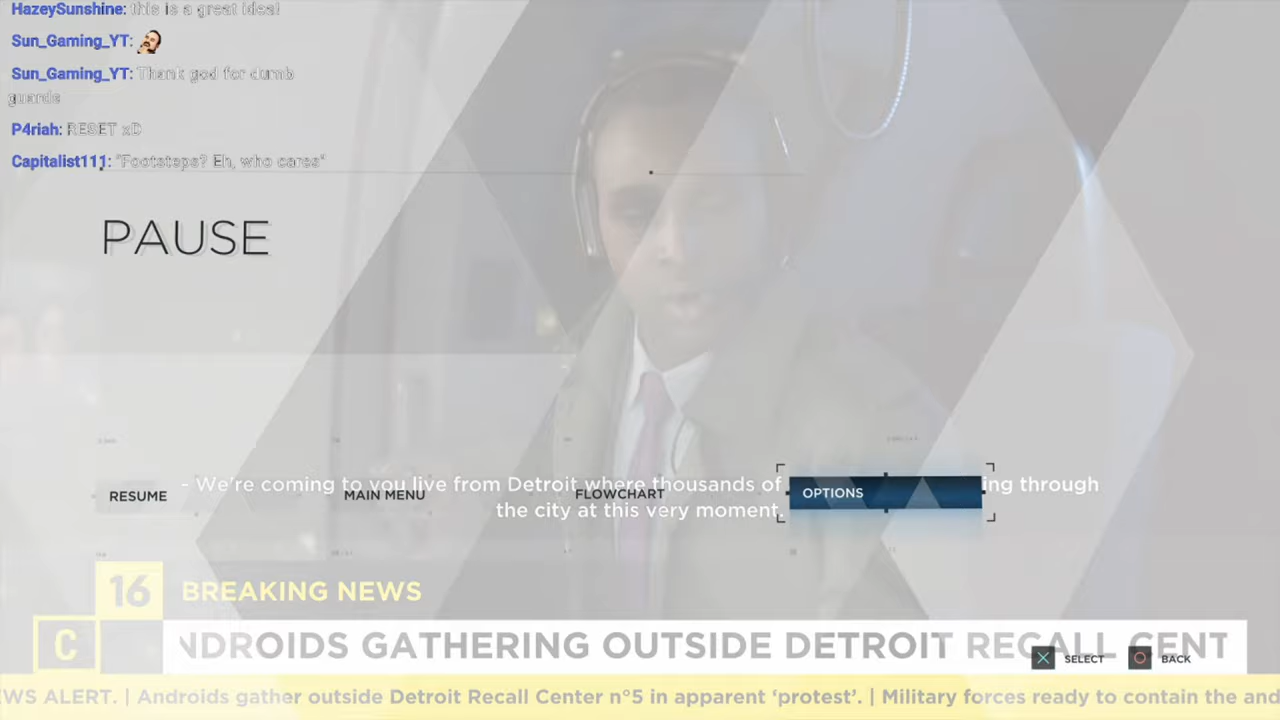 HazeySunshine: this is a great idea!
Sun_Gaming_YT:
Sun_Gaming_YT: Thank god for dumb
guards
P4riah: RESET xD
Capitalist111: "Footsteps? Eh, who cares"
PAUSE
- We're coming to you live from Detroit where thousands of ing through
RESUME MAIN MENU FLOWCHART OPTIONS
the city at this very moment.
16 BREAKING NEWS
C NDROIDS GATHERING OUTSIDE DETROIT RECALL CENT
SELECT BACK
WS ALERT. | Androids gather outside Detroit Recall Center n°5 in apparent 'protest'. | Military forces ready to contain the and